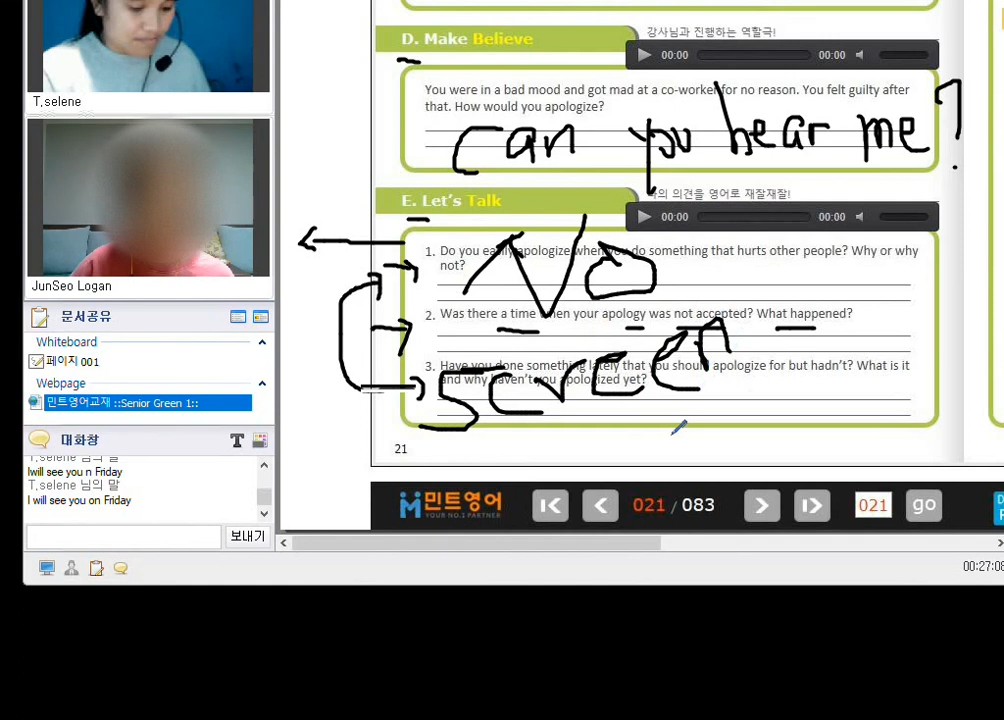 T,selene
JunSeo Logan
문서공유
Whiteboard
페이지 001
Webpage
민트영어교재 ::Senior Green 1::
대화창
T,selene 님의 말
Iwill see you n Friday
T,selene 님의 말
I will see you on Friday
보내기
D. Make Believe
강사님과 진행하는 역할극!
00:00 00:00
You were in a bad mood and got mad at a co-worker for no reason. You felt guilty after
that. How would you apologize?
can you hear me?
E. Let's Talk
나의 의견을 영어로 재잘재잘!
00:00 00:00
1. Do you easily apologize when you do something that hurts other people? Why or why
not?
No
2. Was there a time when your apology was not accepted? What happened?
Screen
3. Have you done something lately that you should apologize for but hadn't? What is it
and why haven't you apologized yet?
21
민트영어
YOUR NO.1 PARTNER
021 / 083
021 go
00:27:08